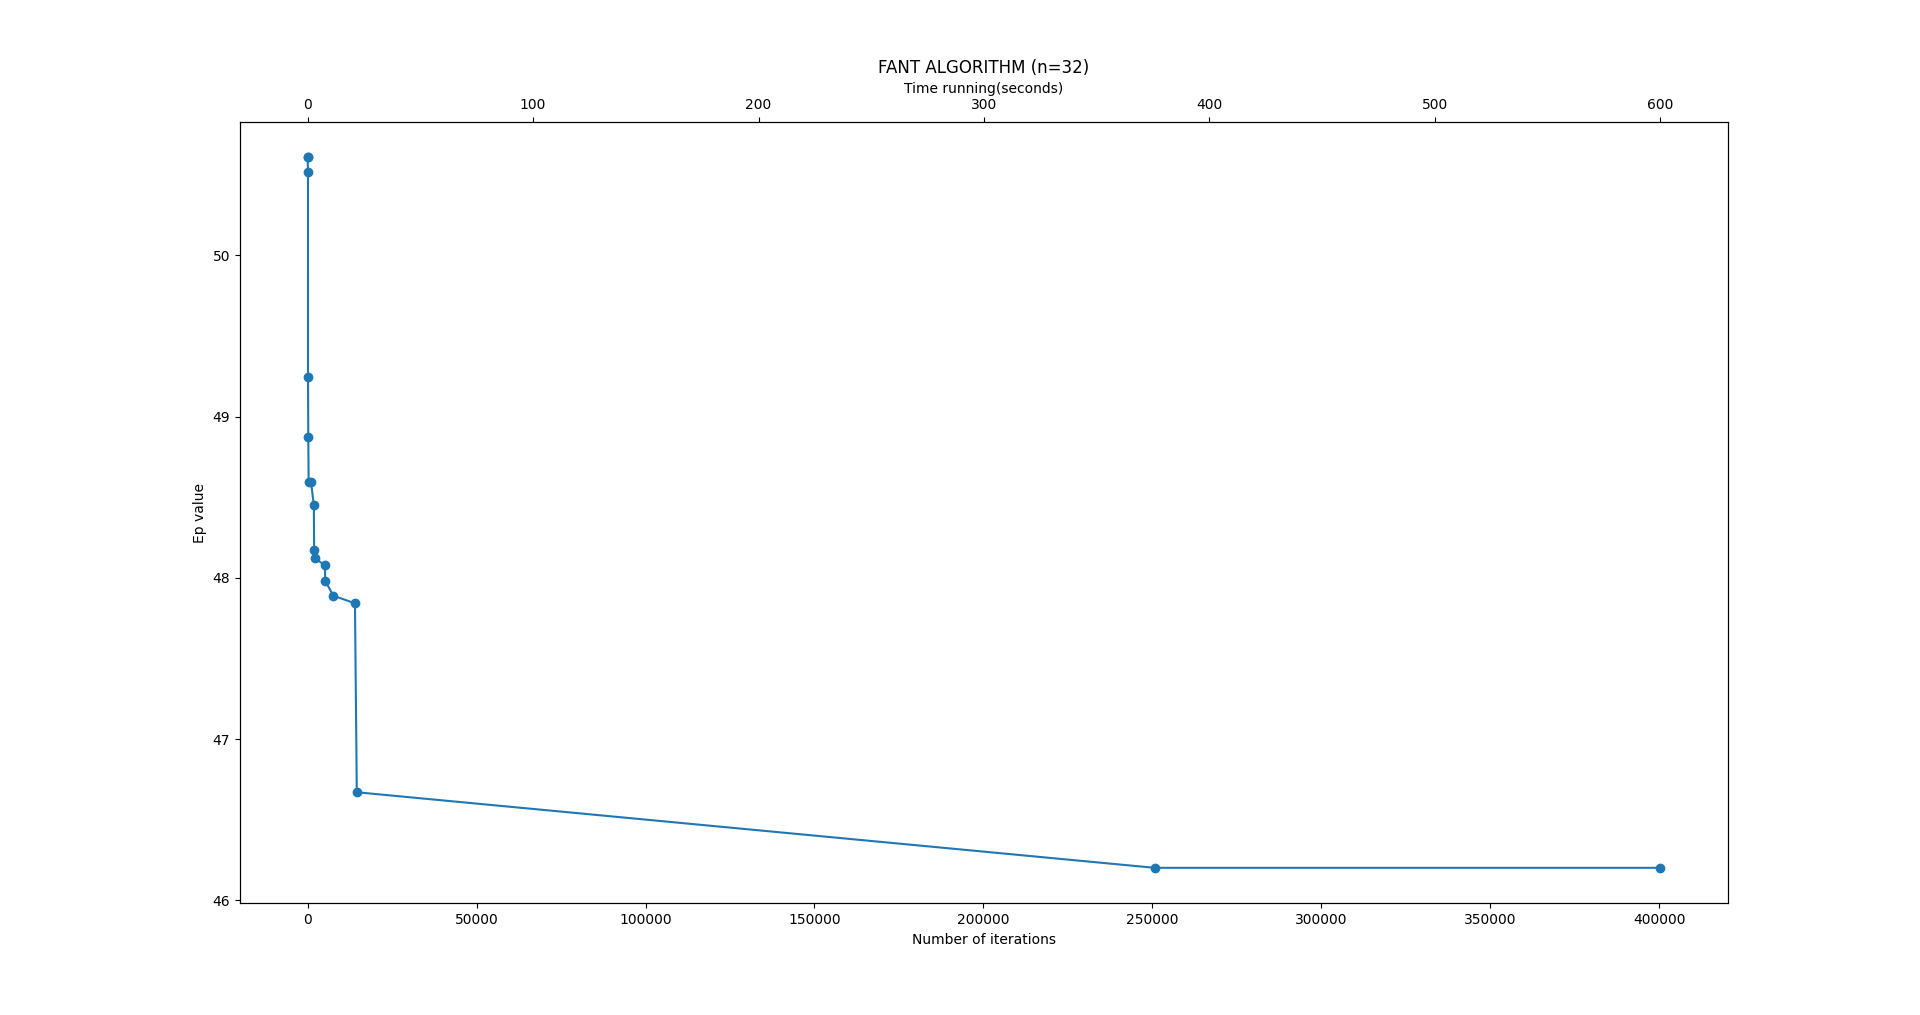 FANT ALGORITHM (n=32)
Time running(seconds)
0 100 200 300 400 500 600
50
49
48
47
46
Ep value
0 50000 100000 150000 200000 250000 300000 350000 400000
Number of iterations